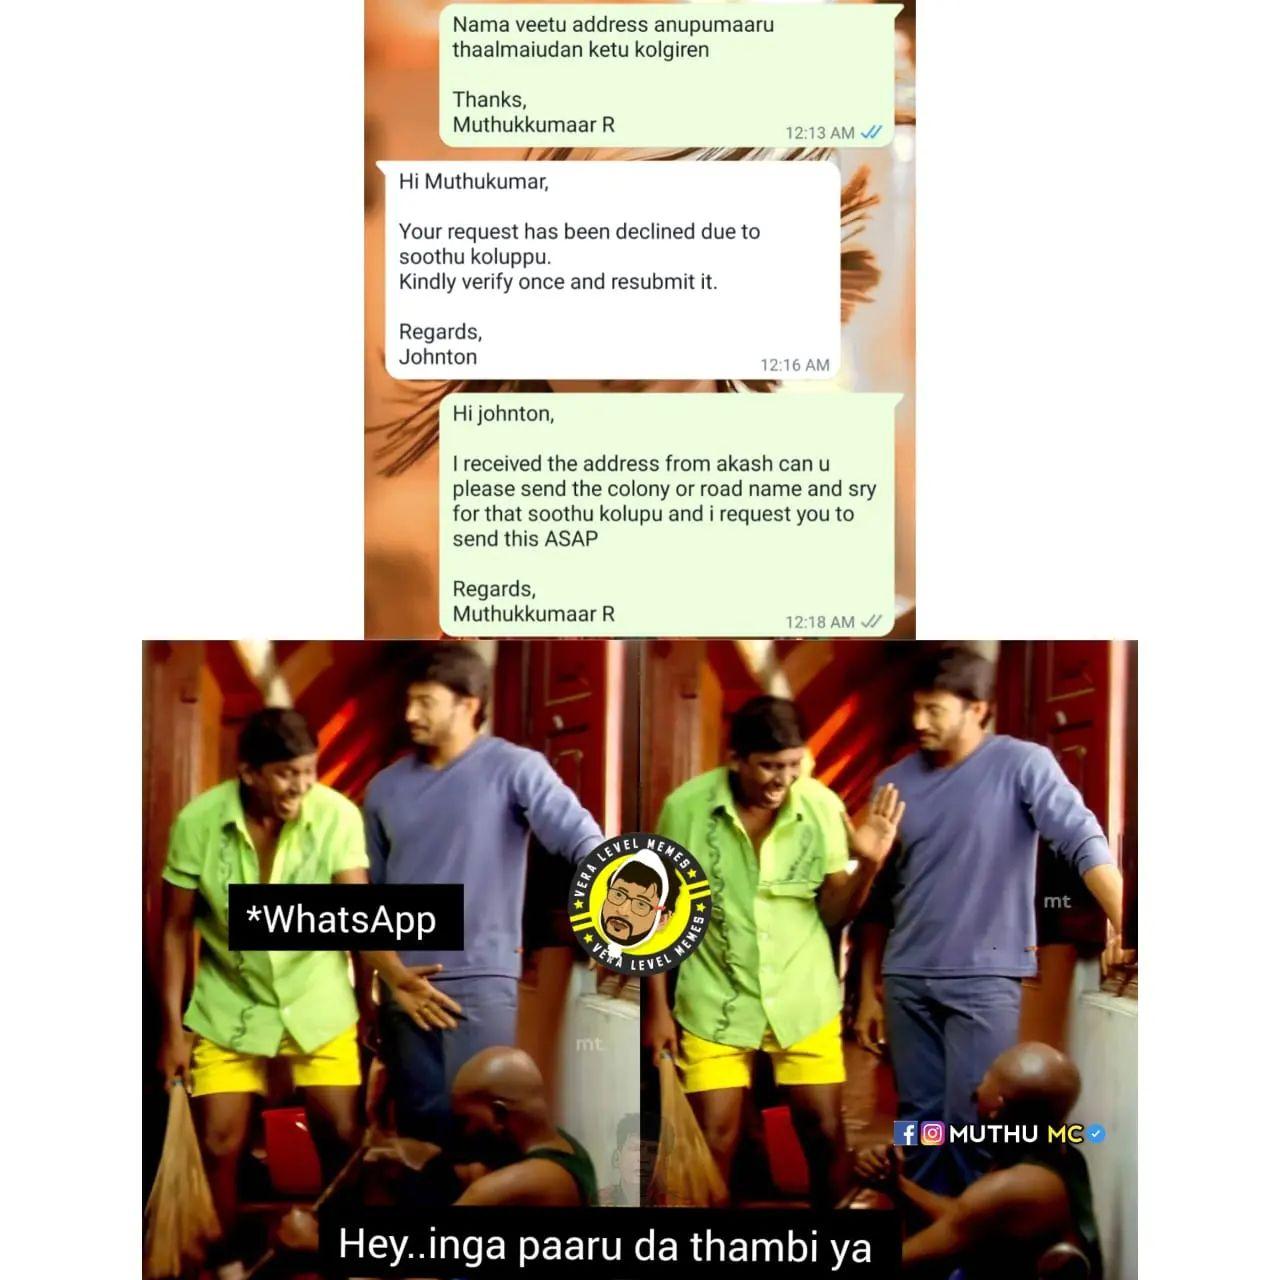 Nama veetu address anupumaaru
thaalmaiudan ketu kolgiren
Thanks,
Muthukkumaar R
12:13 AM
Hi Muthukumar,
Your request has been declined due to
soothu koluppu.
Kindly verify once and resubmit it.
Regards,
Johnton
12:16 AM
Hi johnton,
I received the address from akash can u
please send the colony or road name and sry
for that soothu kolupu and i request you to
send this ASAP
Regards,
Muthukkumaar R
12:18 AM
*WhatsApp
VERA LEVEL MEMES
VERA LEVEL MEMES
mt
mt
MUTHU MC
Hey..inga paaru da thambi ya